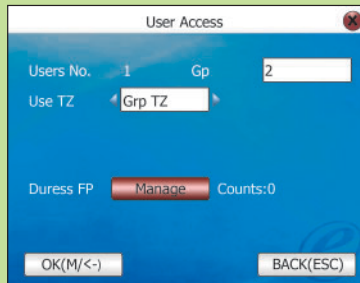 User Access
Users No. 1 Gp 2
Use TZ Grp TZ
Duress FP Manage Counts:0
OK(M/<-) BACK(ESC)